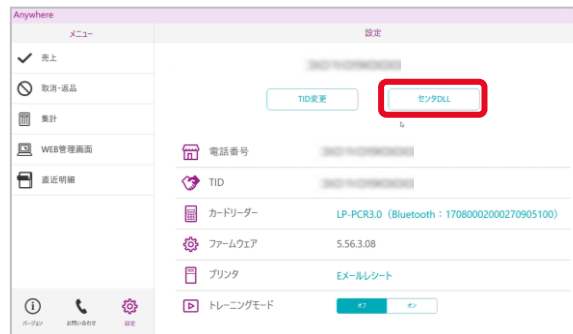 Anywhere
メニュー
設定
売上
取消・返品
集計
WEB管理画面
直近明細
TID変更
センタDLL
電話番号
TID
カードリーダー
LP-PCR3.0（Bluetooth：17080002000270905100）
ファームウェア
5.56.3.08
プリンタ
Eメールレシート
トレーニングモード
オフ
オン
バージョン
お問い合わせ
設定